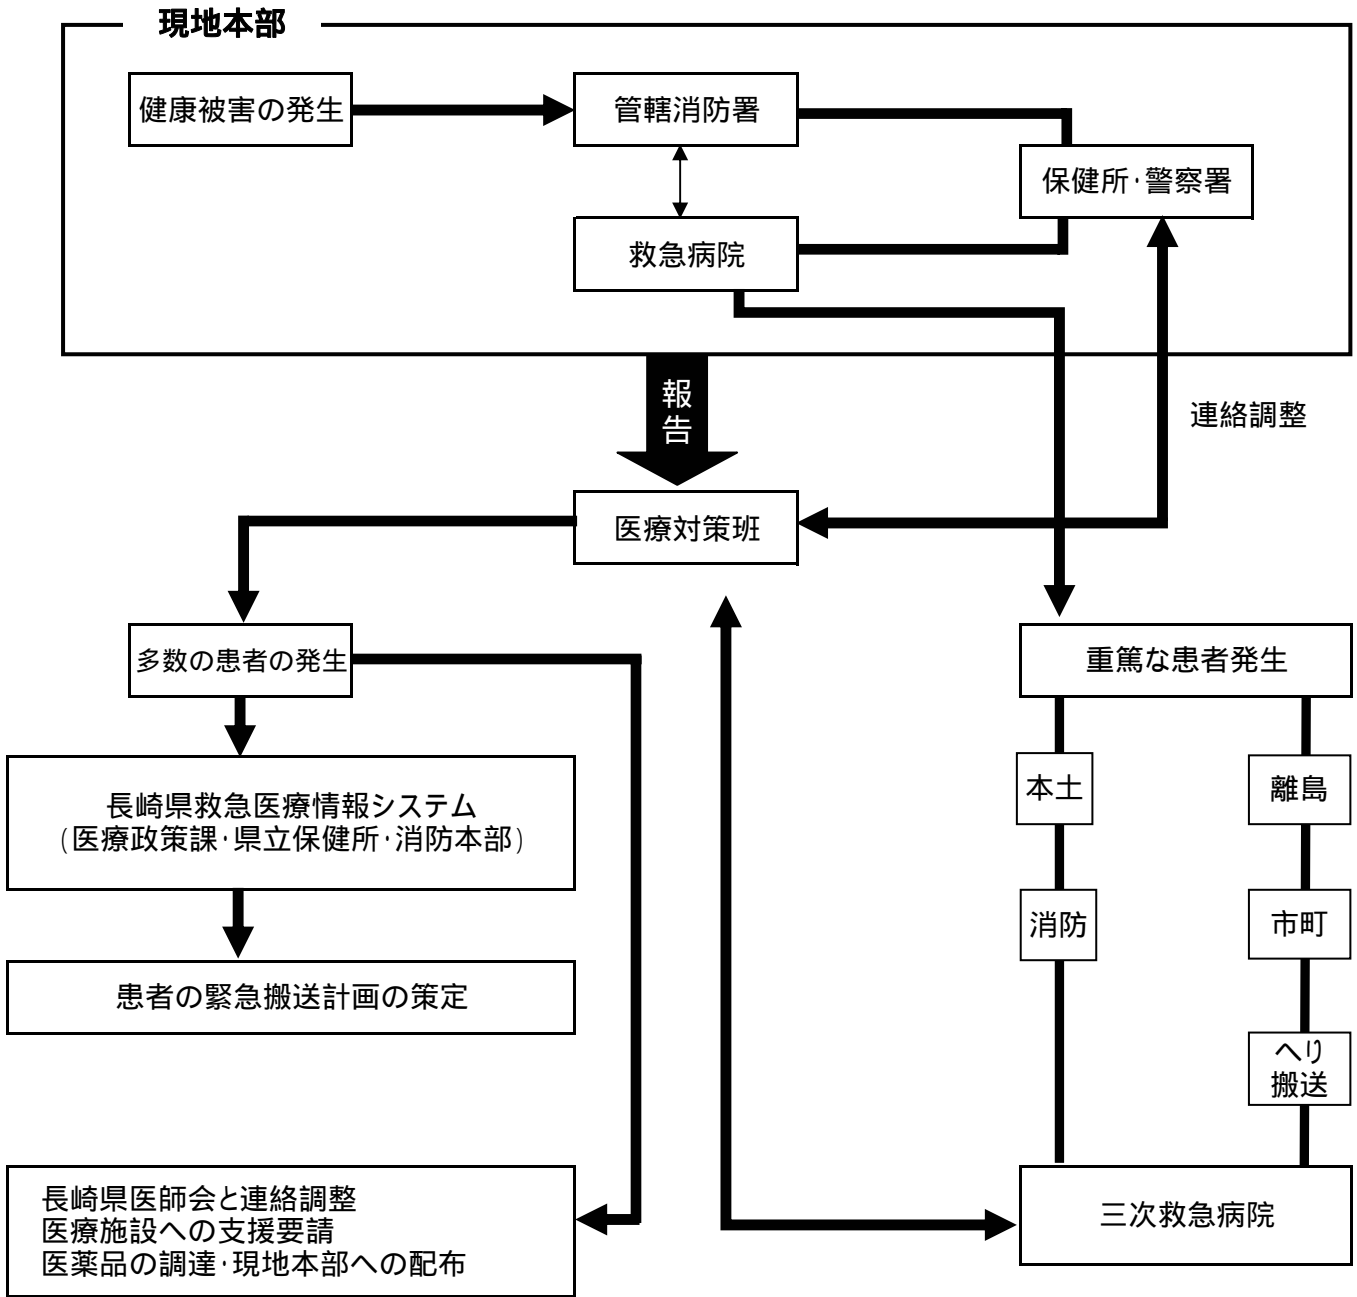 現地本部
健康被害の発生
管轄消防署
保健所・警察署
救急病院
報
告
連絡調整
医療対策班
多数の患者の発生
重篤な患者発生
本土
離島
長崎県救急医療情報システム
(医療政策課・県立保健所・消防本部)
消防
市町
患者の緊急搬送計画の策定
ヘリ
搬送
長崎県医師会と連絡調整
医療施設への支援要請
医薬品の調達・現地本部への配布
三次救急病院